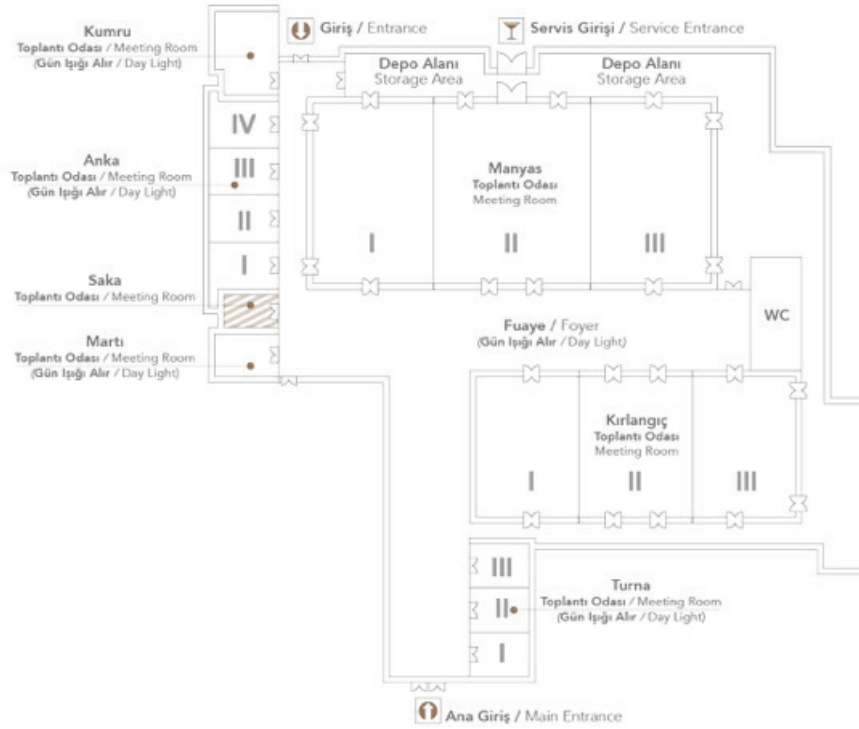 Giriş / Entrance
Servis Girişi / Service Entrance
Kumru
Toplantı Odası / Meeting Room
(Gün Işığı Alır / Day Light)
Depo Alanı
Storage Area
Depo Alanı
Storage Area
IV
Anka
Toplantı Odası / Meeting Room
(Gün Işığı Alır / Day Light)
III
II
I
Manyas
Toplantı Odası
Meeting Room
I
II
III
Saka
Toplantı Odası / Meeting Room
Martı
Toplantı Odası / Meeting Room
(Gün Işığı Alır / Day Light)
Fuaye / Foyer
(Gün Işığı Alır / Day Light)
WC
Kırlangıç
Toplantı Odası
Meeting Room
I
II
III
III
II
I
Turna
Toplantı Odası / Meeting Room
(Gün Işığı Alır / Day Light)
Ana Giriş / Main Entrance